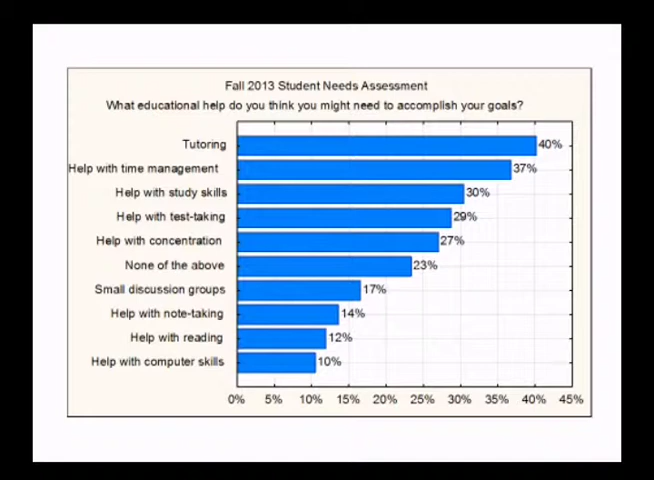 Fall 2013 Student Needs Assessment
What educational help do you think you might need to accomplish your goals?
Tutoring 40%
Help with time management 37%
Help with study skills 30%
Help with test-taking 29%
Help with concentration 27%
None of the above 23%
Small discussion groups 17%
Help with note-taking 14%
Help with reading 12%
Help with computer skills 10%
0% 5% 10% 15% 20% 25% 30% 35% 40% 45%